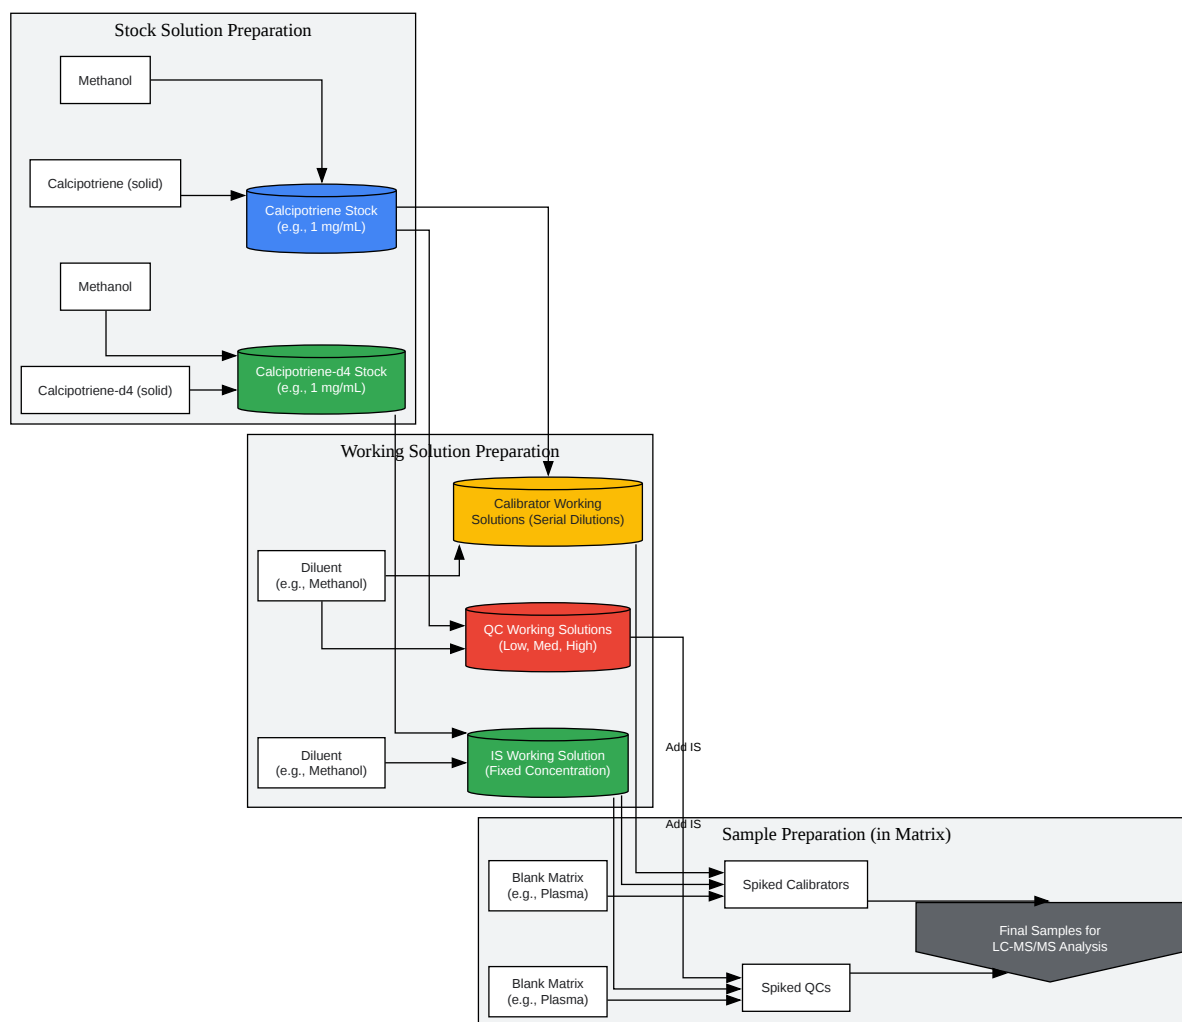 Stock Solution Preparation
Methanol
Calcipotriene (solid)
Calcipotriene Stock
(e.g., 1 mg/mL)
Methanol
Calcipotriene-d4 Stock
(e.g., 1 mg/mL)
Calcipotriene-d4 (solid)
Working Solution Preparation
Calibrator Working
Solutions (Serial Dilutions)
Diluent
(e.g., Methanol)
QC Working Solutions
(Low, Med, High)
Diluent
(e.g., Methanol)
IS Working Solution
(Fixed Concentration)
Add IS
Add IS
Sample Preparation (in Matrix)
Blank Matrix
(e.g., Plasma)
Spiked Calibrators
Final Samples for
LC-MS/MS Analysis
Blank Matrix
(e.g., Plasma)
Spiked QCs